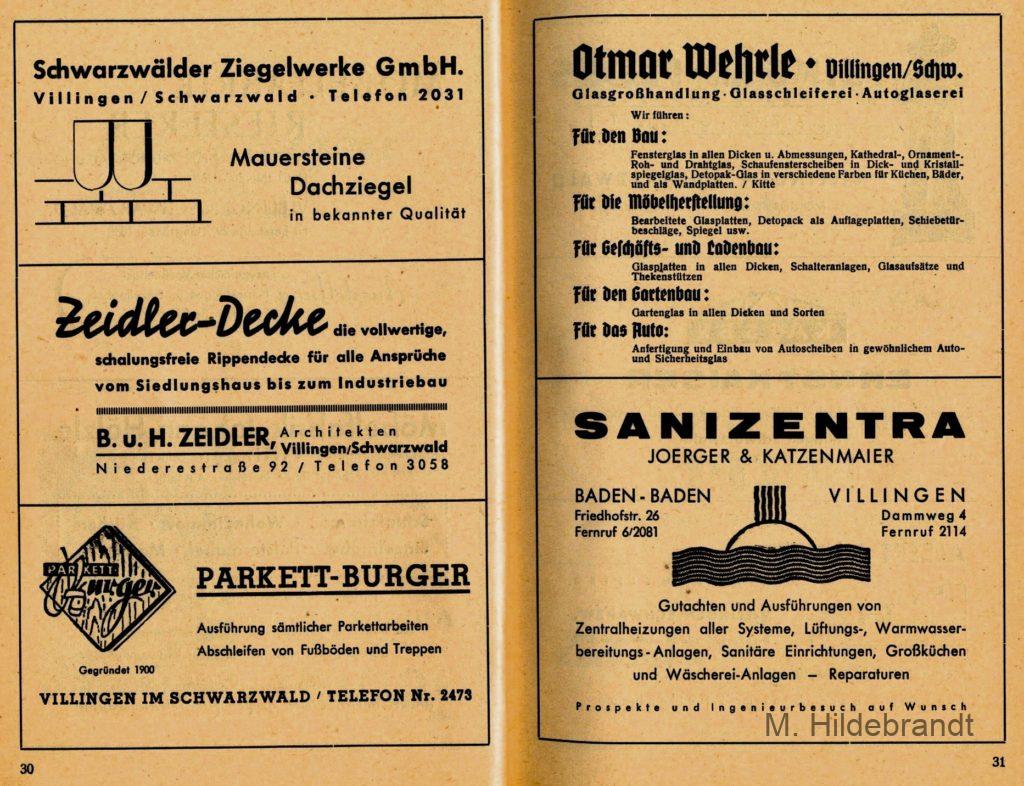 Schwarzwälder Ziegelwerke GmbH.
Villingen/Schwarzwald · Telefon 2031
Mauersteine
Dachziegel
in bekannter Qualität
Zeidler-Decke die vollwertige,
schalungsfreie Rippendecke für alle Ansprüche
vom Siedlungshaus bis zum Industriebau
B. u. H. ZEIDLER, Architekten
Villingen/Schwarzwald
Niederestraße 92 / Telefon 3058
PARKETT
Burger
PARKETT-BURGER
Ausführung sämtlicher Parkettarbeiten
Abschleifen von Fußböden und Treppen
Gegründet 1900
VILLINGEN IM SCHWARZWALD / TELEFON Nr. 2473
30
Otmar Wehrle · Villingen/Schw.
Glasgroßhandlung · Glasschleiferei · Autoglaserei
Wir führen:
Für den Bau:
Fensterglas in allen Dicken u. Abmessungen, Kathedral-, Ornament-,
Roh- und Drahtglas, Schaufensterscheiben in Dick- und Kristall-
spiegelglas, Detopak-Glas in verschiedene Farben für Küchen, Bäder,
und als Wandplatten. / Kitte
Für die Möbelherstellung:
Bearbeitete Glasplatten, Detopack als Auflageplatten, Schiebetür-
beschläge, Spiegel usw.
Für Geschäfts- und Ladenbau:
Glasplatten in allen Dicken, Schalteranlagen, Glasaufsätze und
Thekenstützen
Für den Gartenbau:
Gartenglas in allen Dicken und Sorten
Für das Auto:
Anfertigung und Einbau von Autoscheiben in gewöhnlichem Auto-
und Sicherheitsglas
SANIZENTRA
JOERGER & KATZENMAIER
BADEN-BADEN
Friedhofstr. 26
Fernruf 6/2081
VILLINGEN
Dammweg 4
Fernruf 2114
Gutachten und Ausführungen von
Zentralheizungen aller Systeme, Lüftungs-, Warmwasser-
bereitungs-Anlagen, Sanitäre Einrichtungen, Großküchen
und Wäscherei-Anlagen – Reparaturen
Prospekte und Ingenieurbesuch auf Wunsch
M. Hildebrandt
31